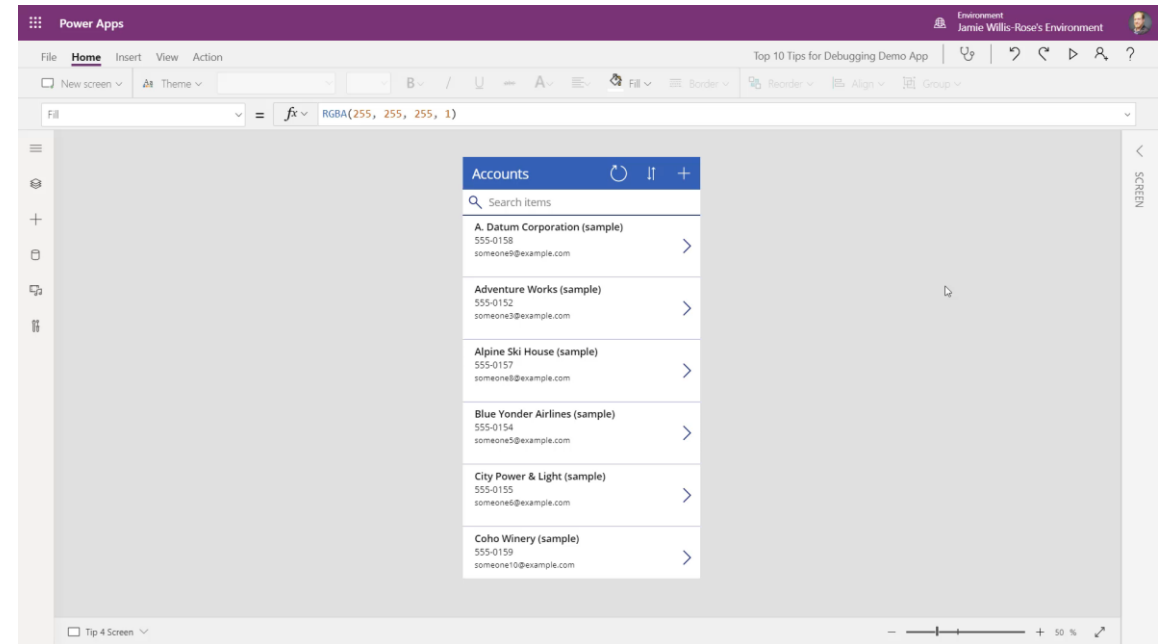 Power Apps
Environment
Jamie Willis-Rose's Environment
File Home Insert View Action
Top 10 Tips for Debugging Demo App
New screen Theme B / U A Fill Border Reorder Align Group
Fill = fx RGBA(255, 255, 255, 1)
SCREEN
Accounts
Search items
A. Datum Corporation (sample)
555-0158
someone9@example.com
Adventure Works (sample)
555-0152
someone3@example.com
Alpine Ski House (sample)
555-0157
someone8@example.com
Blue Yonder Airlines (sample)
555-0154
someone5@example.com
City Power & Light (sample)
555-0155
someone6@example.com
Coho Winery (sample)
555-0159
someone10@example.com
Tip 4 Screen
50 %